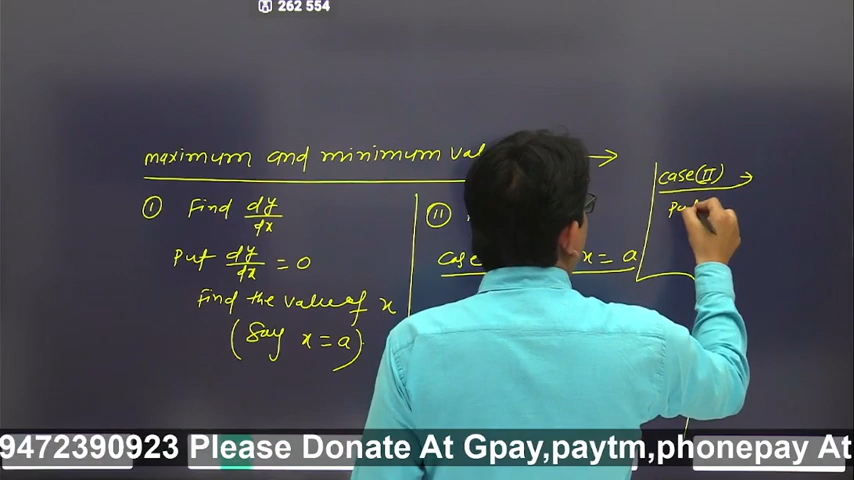 262 554
maximum and minimum val
I Find dy/dx
Put dy/dx = 0
Find the value of x
(Say x = a)
II
Case x = a
Case (II)
Put
9472390923 Please Donate At Gpay,paytm,phonepay At